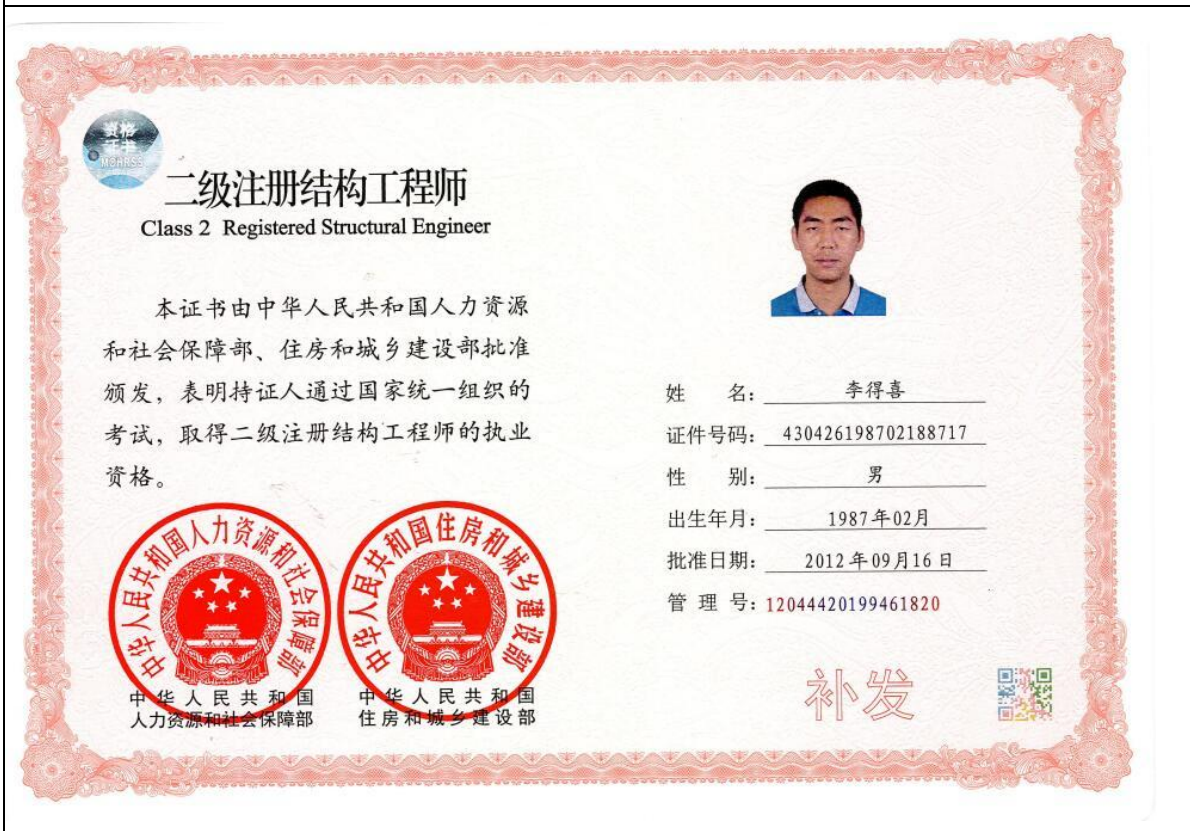 资格
证书
MOHRSS
二级注册结构工程师
Class 2 Registered Structural Engineer
本证书由中华人民共和国人力资源
和社会保障部、住房和城乡建设部批准
颁发，表明持证人通过国家统一组织的
考试，取得二级注册结构工程师的执业
资格。
中华人民共和国人力资源和社会保障部
中华人民共和国住房和城乡建设部
中华人民共和国
人力资源和社会保障部
中华人民共和国
住房和城乡建设部
姓 名：李得喜
证件号码：430426198702188717
性 别：男
出生年月：1987年02月
批准日期：2012年09月16日
管 理 号：12044420199461820
补发